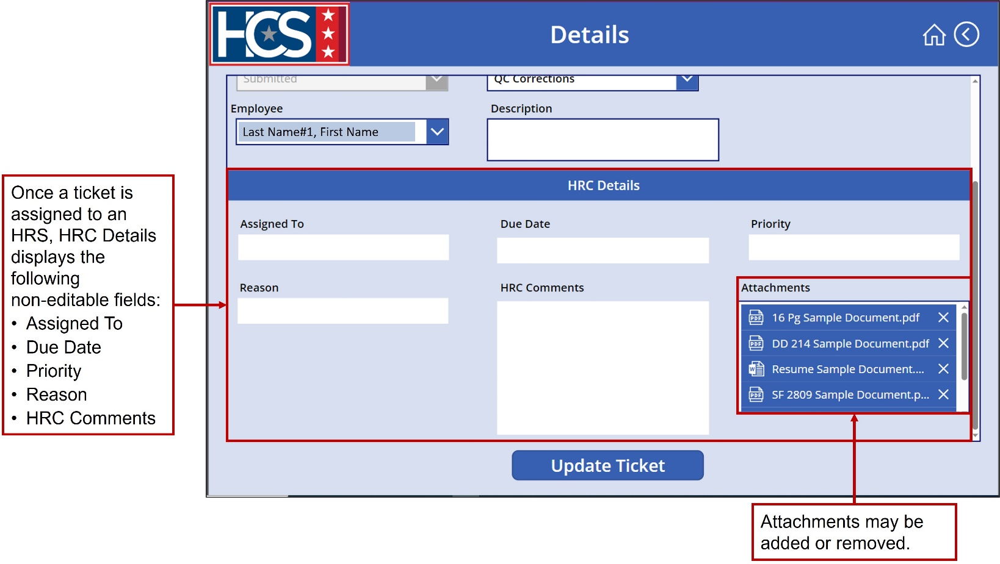 HCS
Details
Submitted
QC Corrections
Employee
Description
Last Name#1, First Name
HRC Details
Assigned To
Due Date
Priority
Reason
HRC Comments
Attachments
PDF 16 Pg Sample Document.pdf
PDF DD 214 Sample Document.pdf
W Resume Sample Document....
PDF SF 2809 Sample Document.p...
Update Ticket
Once a ticket is
assigned to an
HRS, HRC Details
displays the
following
non-editable fields:
• Assigned To
• Due Date
• Priority
• Reason
• HRC Comments
Attachments may be
added or removed.